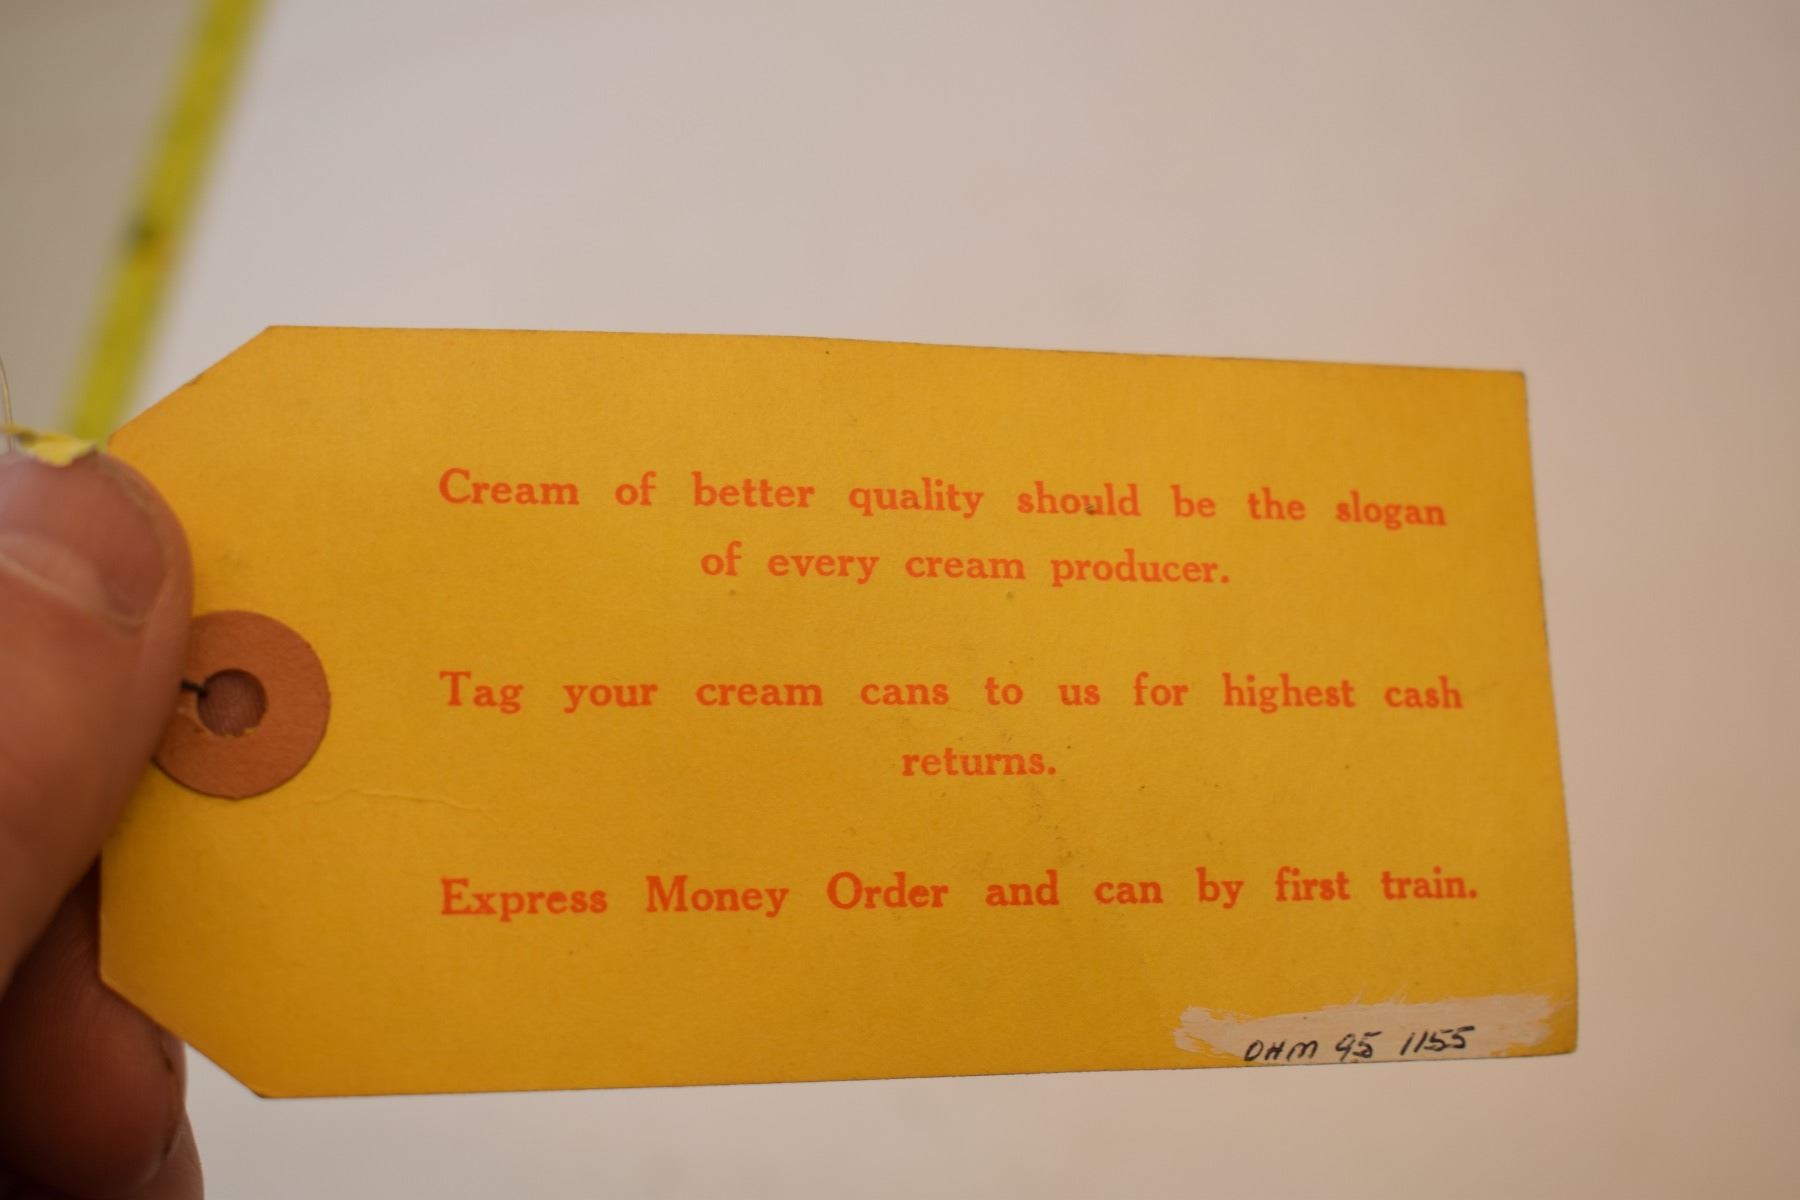 Cream of better quality should be the slogan
of every cream producer.
Tag your cream cans to us for highest cash
returns.
Express Money Order and can by first train.
OHM 95 1155